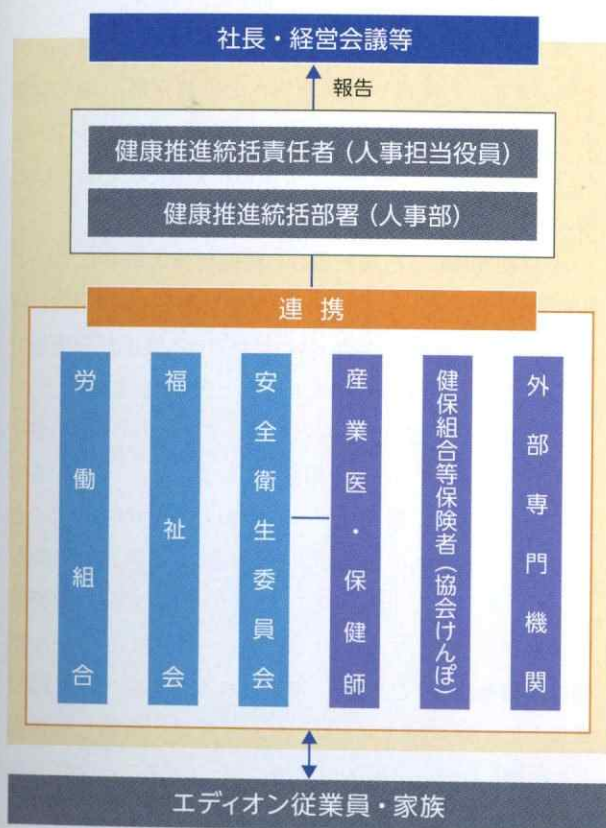 社長・経営会議等
報告
健康推進統括責任者（人事担当役員）
健康推進統括部署（人事部）
連携
労働組合
福祉会
安全衛生委員会
産業医・保健師
健保組合等保険者（協会けんぽ）
外部専門機関
エディオン従業員・家族